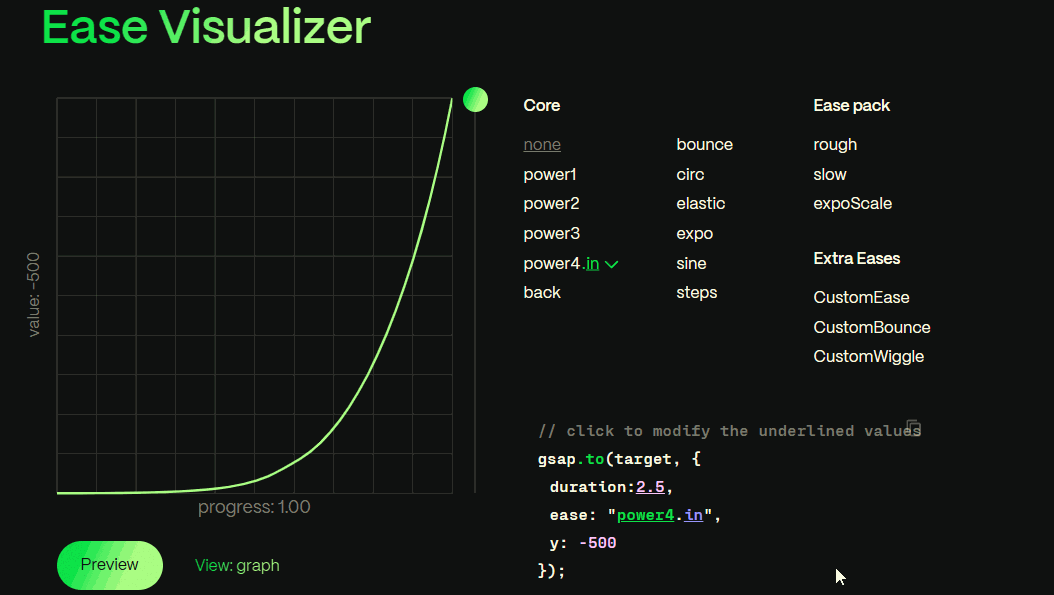 Ease Visualizer
value: -500
progress: 1.00
Preview
View: graph
Core
none
power1
power2
power3
power4.in
back
bounce
circ
elastic
expo
sine
steps
Ease pack
rough
slow
expoScale
Extra Eases
CustomEase
CustomBounce
CustomWiggle
// click to modify the underlined values
gsap.to(target, {
duration:2.5,
ease: "power4.in",
y: -500
});